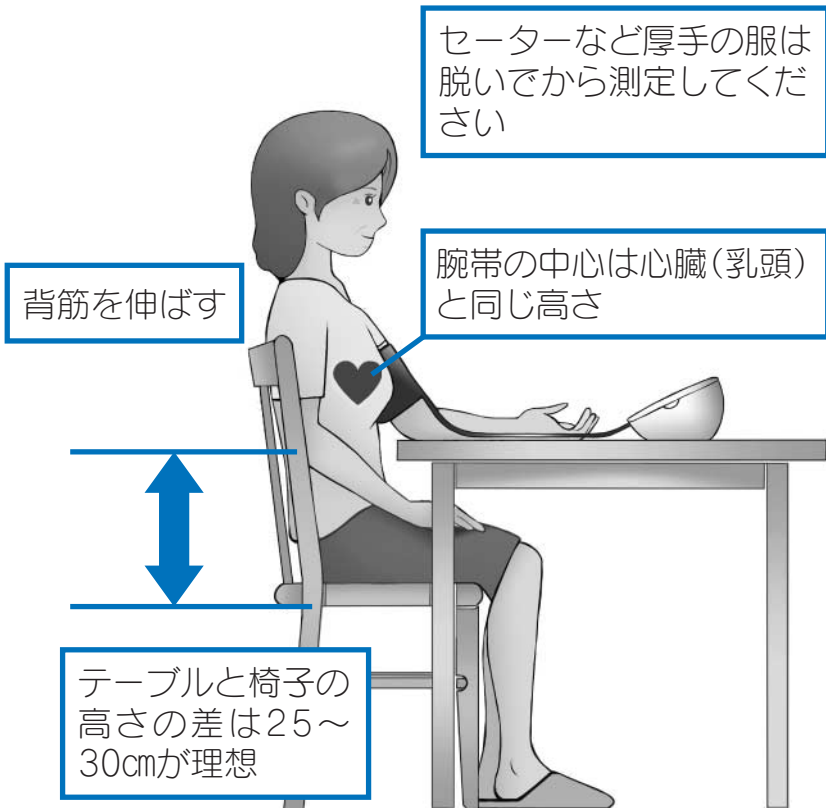 セーターなど厚手の服は
脱いでから測定してくだ
さい
腕帯の中心は心臓（乳頭）
と同じ高さ
背筋を伸ばす
テーブルと椅子の
高さの差は25～
30㎝が理想